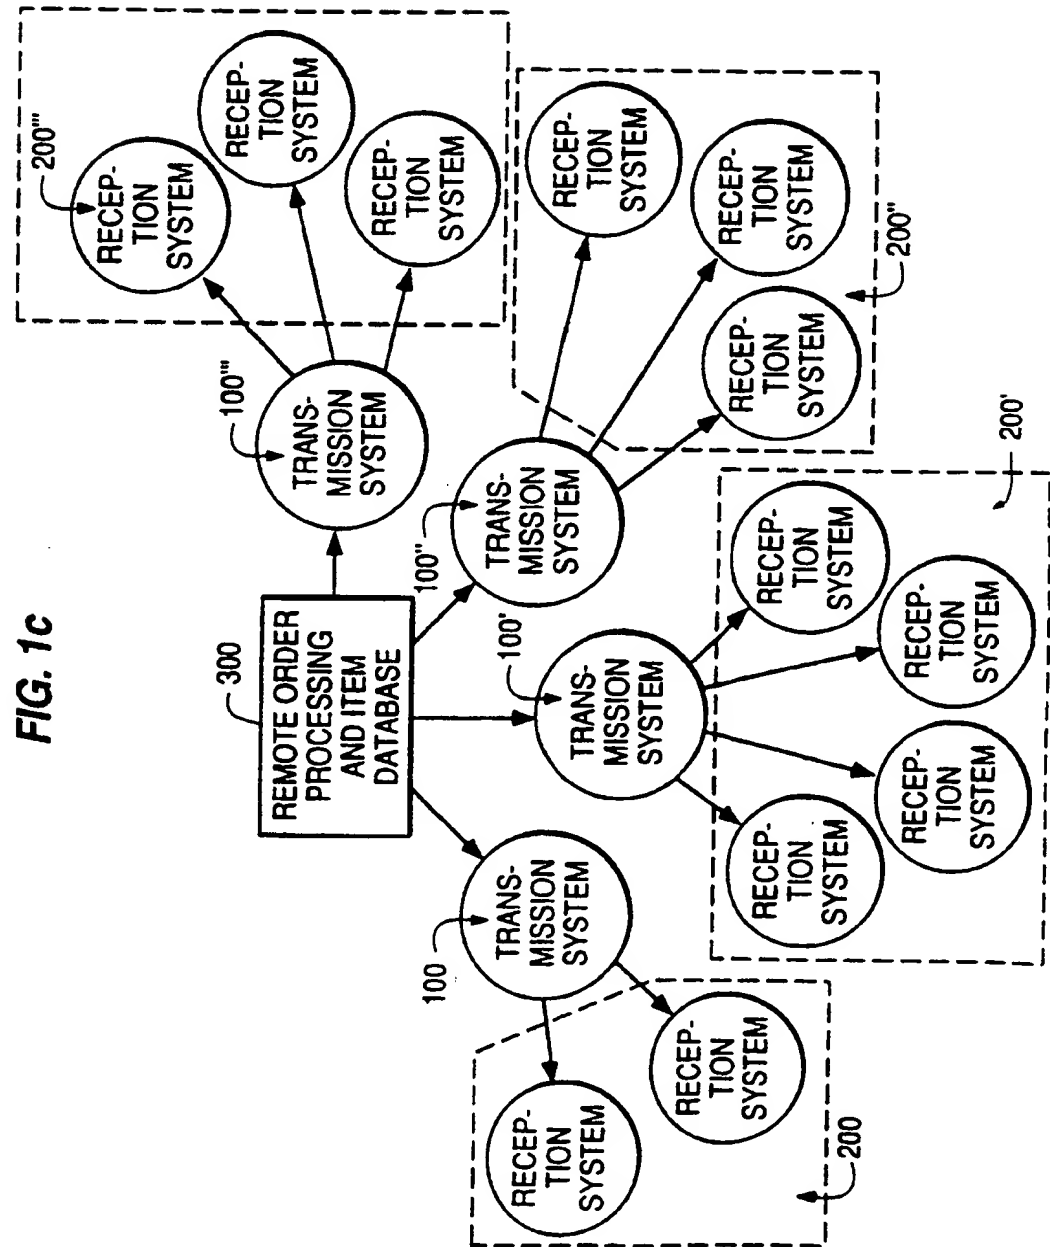 FIG. 1c
300
REMOTE ORDER
PROCESSING
AND ITEM
DATABASE
100
TRANS-
MISSION
SYSTEM
100'
TRANS-
MISSION
SYSTEM
100"
TRANS-
MISSION
SYSTEM
100'"
TRANS-
MISSION
SYSTEM
RECEP-
TION
SYSTEM
RECEP-
TION
SYSTEM
200
RECEP-
TION
SYSTEM
RECEP-
TION
SYSTEM
RECEP-
TION
SYSTEM
RECEP-
TION
SYSTEM
200'
RECEP-
TION
SYSTEM
RECEP-
TION
SYSTEM
RECEP-
TION
SYSTEM
200"
200'"
RECEP-
TION
SYSTEM
RECEP-
TION
SYSTEM
RECEP-
TION
SYSTEM